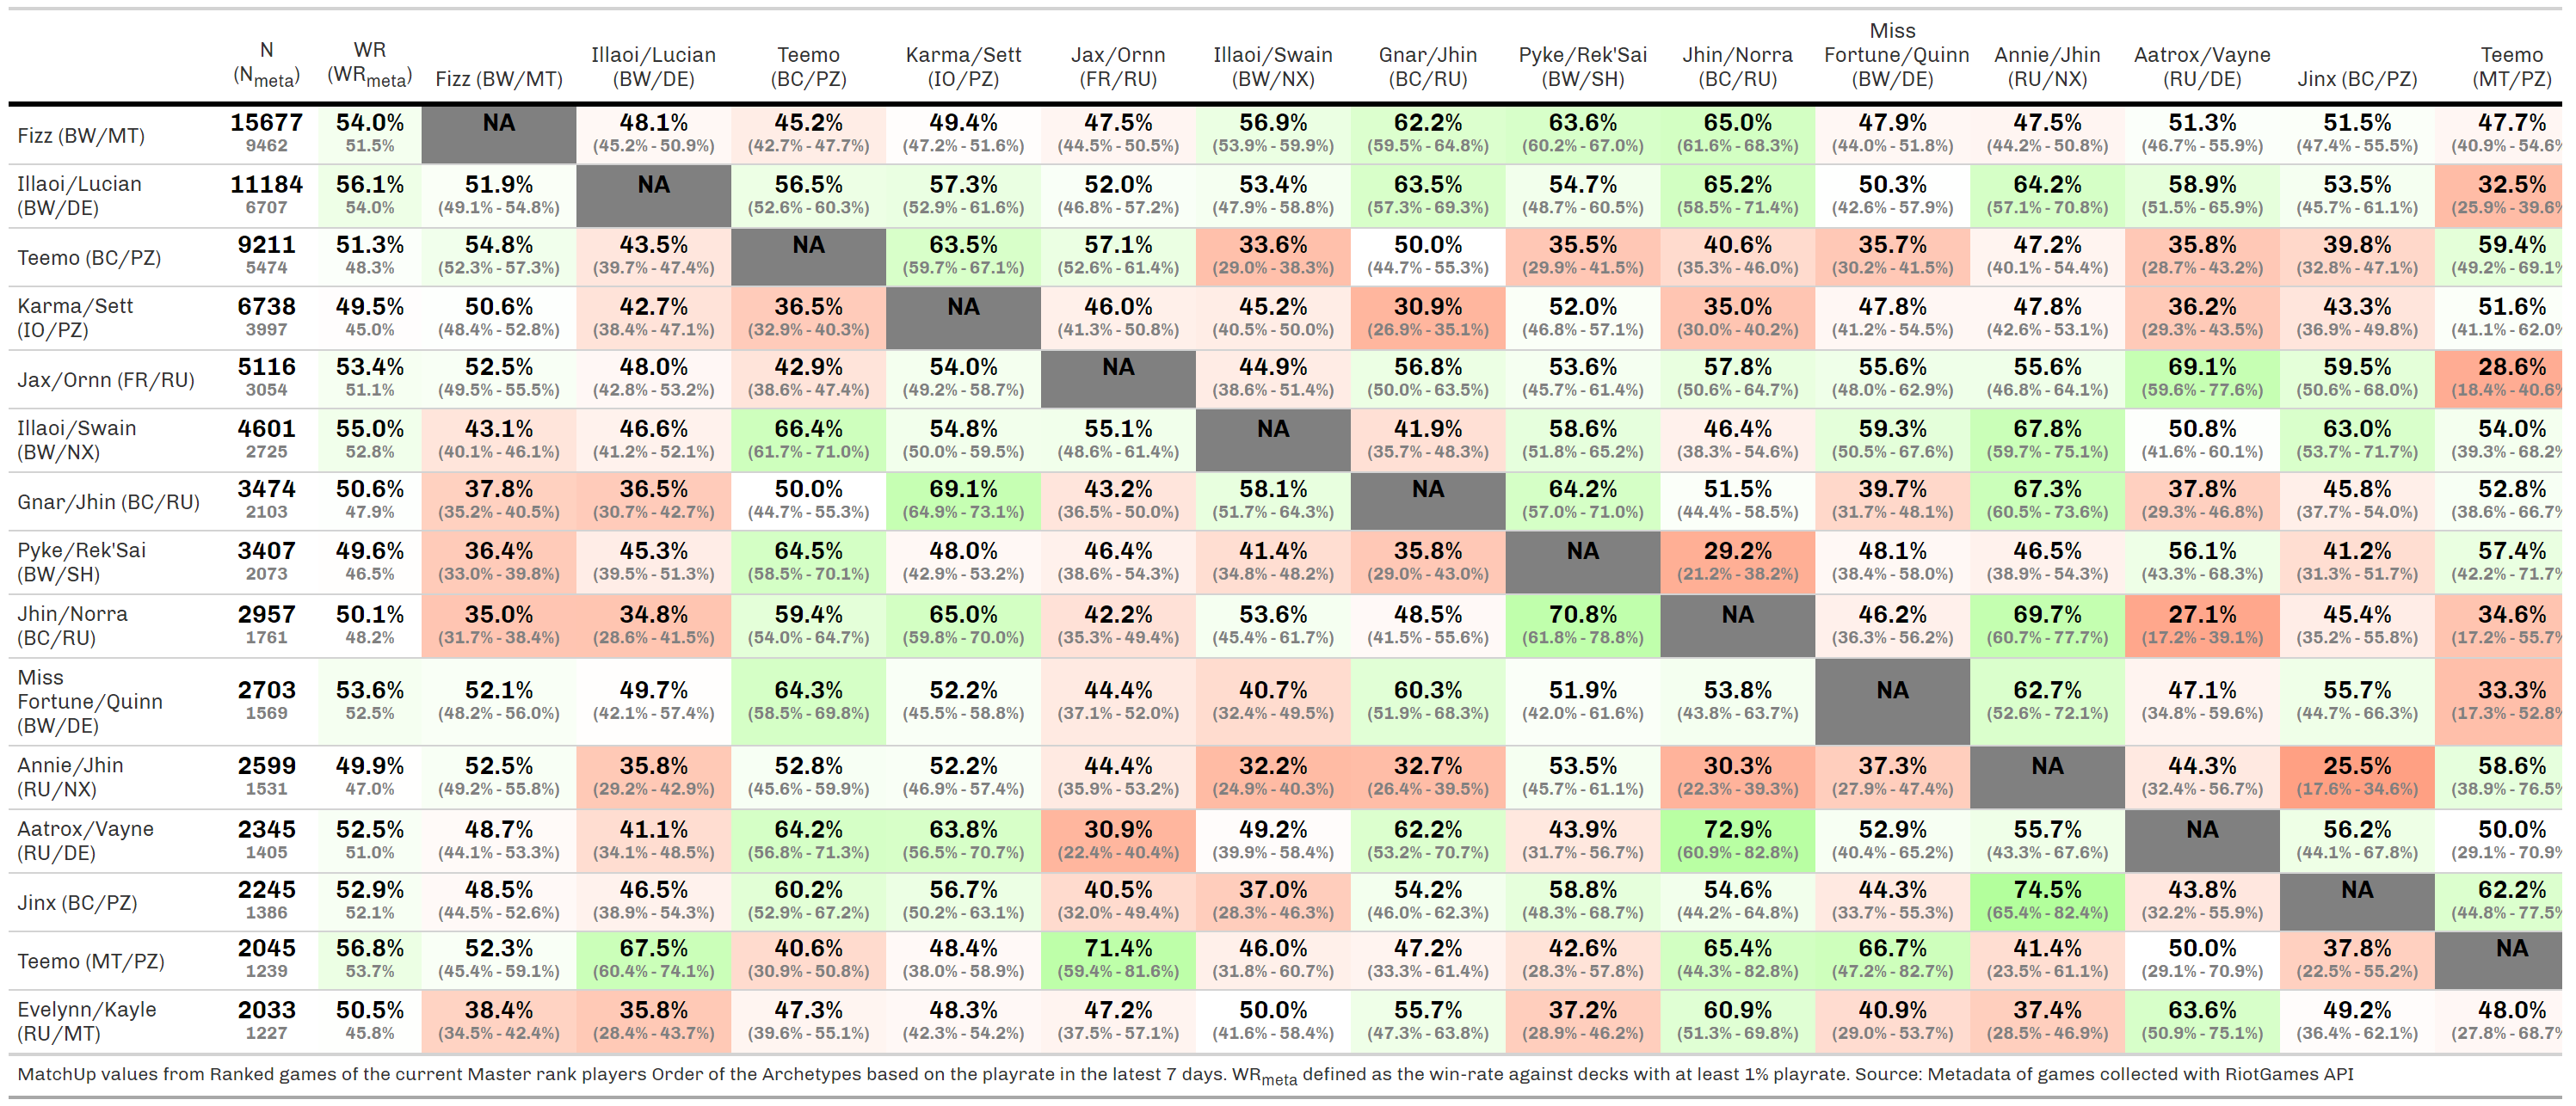 Miss
N WR Illaoi/Lucian Teemo Karma/Sett Jax/Ornn Illaoi/Swain Gnar/Jhin Pyke/Rek'Sai Jhin/Norra Fortune/Quinn Annie/Jhin Aatrox/Vayne Teemo
(Nmeta) (WRmeta) Fizz (BW/MT) (BW/DE) (BC/PZ) (IO/PZ) (FR/RU) (BW/NX) (BC/RU) (BW/SH) (BC/RU) (BW/DE) (RU/NX) (RU/DE) Jinx (BC/PZ) (MT/PZ)
Fizz (BW/MT) 15677 54.0% NA 48.1% 45.2% 49.4% 47.5% 56.9% 62.2% 63.6% 65.0% 47.9% 47.5% 51.3% 51.5% 47.7%
9462 51.5% (45.2% - 50.9%) (42.7% - 47.7%) (47.2% - 51.6%) (44.5% - 50.5%) (53.9% - 59.9%) (59.5% - 64.8%) (60.2% - 67.0%) (61.6% - 68.3%) (44.0% - 51.8%) (44.2% - 50.8%) (46.7% - 55.9%) (47.4% - 55.5%) (40.9% - 54.6%
Illaoi/Lucian 11184 56.1% 51.9% NA 56.5% 57.3% 52.0% 53.4% 63.5% 54.7% 65.2% 50.3% 64.2% 58.9% 53.5% 32.5%
(BW/DE) 6707 54.0% (49.1% - 54.8%) (52.6% - 60.3%) (52.9% - 61.6%) (46.8% - 57.2%) (47.9% - 58.8%) (57.3% - 69.3%) (48.7% - 60.5%) (58.5% - 71.4%) (42.6% - 57.9%) (57.1% - 70.8%) (51.5% - 65.9%) (45.7% - 61.1%) (25.9% - 39.6%
Teemo (BC/PZ) 9211 51.3% 54.8% 43.5% NA 63.5% 57.1% 33.6% 50.0% 35.5% 40.6% 35.7% 47.2% 35.8% 39.8% 59.4%
5474 48.3% (52.3% - 57.3%) (39.7% - 47.4%) (59.7% - 67.1%) (52.6% - 61.4%) (29.0% - 38.3%) (44.7% - 55.3%) (29.9% - 41.5%) (35.3% - 46.0%) (30.2% - 41.5%) (40.1% - 54.4%) (28.7% - 43.2%) (32.8% - 47.1%) (49.2% - 69.1%
Karma/Sett 6738 49.5% 50.6% 42.7% 36.5% NA 46.0% 45.2% 30.9% 52.0% 35.0% 47.8% 47.8% 36.2% 43.3% 51.6%
(IO/PZ) 3997 45.0% (48.4% - 52.8%) (38.4% - 47.1%) (32.9% - 40.3%) (41.3% - 50.8%) (40.5% - 50.0%) (26.9% - 35.1%) (46.8% - 57.1%) (30.0% - 40.2%) (41.2% - 54.5%) (42.6% - 53.1%) (29.3% - 43.5%) (36.9% - 49.8%) (41.1% - 62.0%
Jax/Ornn (FR/RU) 5116 53.4% 52.5% 48.0% 42.9% 54.0% NA 44.9% 56.8% 53.6% 57.8% 55.6% 55.6% 69.1% 59.5% 28.6%
3054 51.1% (49.5% - 55.5%) (42.8% - 53.2%) (38.6% - 47.4%) (49.2% - 58.7%) (38.6% - 51.4%) (50.0% - 63.5%) (45.7% - 61.4%) (50.6% - 64.7%) (48.0% - 62.9%) (46.8% - 64.1%) (59.6% - 77.6%) (50.6% - 68.0%) (18.4% - 40.6%
Illaoi/Swain 4601 55.0% 43.1% 46.6% 66.4% 54.8% 55.1% NA 41.9% 58.6% 46.4% 59.3% 67.8% 50.8% 63.0% 54.0%
(BW/NX) 2725 52.8% (40.1% - 46.1%) (41.2% - 52.1%) (61.7% - 71.0%) (50.0% - 59.5%) (48.6% - 61.4%) (35.7% - 48.3%) (51.8% - 65.2%) (38.3% - 54.6%) (50.5% - 67.6%) (59.7% - 75.1%) (41.6% - 60.1%) (53.7% - 71.7%) (39.3% - 68.2%
Gnar/Jhin (BC/RU) 3474 50.6% 37.8% 36.5% 50.0% 69.1% 43.2% 58.1% NA 64.2% 51.5% 39.7% 67.3% 37.8% 45.8% 52.8%
2103 47.9% (35.2% - 40.5%) (30.7% - 42.7%) (44.7% - 55.3%) (64.9% - 73.1%) (36.5% - 50.0%) (51.7% - 64.3%) (57.0% - 71.0%) (44.4% - 58.5%) (31.7% - 48.1%) (60.5% - 73.6%) (29.3% - 46.8%) (37.7% - 54.0%) (38.6% - 66.7%
Pyke/Rek'Sai 3407 49.6% 36.4% 45.3% 64.5% 48.0% 46.4% 41.4% 35.8% NA 29.2% 48.1% 46.5% 56.1% 41.2% 57.4%
(BW/SH) 2073 46.5% (33.0% - 39.8%) (39.5% - 51.3%) (58.5% - 70.1%) (42.9% - 53.2%) (38.6% - 54.3%) (34.8% - 48.2%) (29.0% - 43.0%) (21.2% - 38.2%) (38.4% - 58.0%) (38.9% - 54.3%) (43.3% - 68.3%) (31.3% - 51.7%) (42.2% - 71.7%
Jhin/Norra 2957 50.1% 35.0% 34.8% 59.4% 65.0% 42.2% 53.6% 48.5% 70.8% NA 46.2% 69.7% 27.1% 45.4% 34.6%
(BC/RU) 1761 48.2% (31.7% - 38.4%) (28.6% - 41.5%) (54.0% - 64.7%) (59.8% - 70.0%) (35.3% - 49.4%) (45.4% - 61.7%) (41.5% - 55.6%) (61.8% - 78.8%) (36.3% - 56.2%) (60.7% - 77.7%) (17.2% - 39.1%) (35.2% - 55.8%) (17.2% - 55.7%
Miss
Fortune/Quinn 2703 53.6% 52.1% 49.7% 64.3% 52.2% 44.4% 40.7% 60.3% 51.9% 53.8% NA 62.7% 47.1% 55.7% 33.3%
(BW/DE) 1569 52.5% (48.2% - 56.0%) (42.1% - 57.4%) (58.5% - 69.8%) (45.5% - 58.8%) (37.1% - 52.0%) (32.4% - 49.5%) (51.9% - 68.3%) (42.0% - 61.6%) (43.8% - 63.7%) (52.6% - 72.1%) (34.8% - 59.6%) (44.7% - 66.3%) (17.3% - 52.8%
Annie/Jhin 2599 49.9% 52.5% 35.8% 52.8% 52.2% 44.4% 32.2% 32.7% 53.5% 30.3% 37.3% NA 44.3% 25.5% 58.6%
(RU/NX) 1531 47.0% (49.2% - 55.8%) (29.2% - 42.9%) (45.6% - 59.9%) (46.9% - 57.4%) (35.9% - 53.2%) (24.9% - 40.3%) (26.4% - 39.5%) (45.7% - 61.1%) (22.3% - 39.3%) (27.9% - 47.4%) (32.4% - 56.7%) (17.6% - 34.6%) (38.9% - 76.5%
Aatrox/Vayne 2345 52.5% 48.7% 41.1% 64.2% 63.8% 30.9% 49.2% 62.2% 43.9% 72.9% 52.9% 55.7% NA 56.2% 50.0%
(RU/DE) 1405 51.0% (44.1% - 53.3%) (34.1% - 48.5%) (56.8% - 71.3%) (56.5% - 70.7%) (22.4% - 40.4%) (39.9% - 58.4%) (53.2% - 70.7%) (31.7% - 56.7%) (60.9% - 82.8%) (40.4% - 65.2%) (43.3% - 67.6%) (44.1% - 67.8%) (29.1% - 70.9%
Jinx (BC/PZ) 2245 52.9% 48.5% 46.5% 60.2% 56.7% 40.5% 37.0% 54.2% 58.8% 54.6% 44.3% 74.5% 43.8% NA 62.2%
1386 52.1% (44.5% - 52.6%) (38.9% - 54.3%) (52.9% - 67.2%) (50.2% - 63.1%) (32.0% - 49.4%) (28.3% - 46.3%) (46.0% - 62.3%) (48.3% - 68.7%) (44.2% - 64.8%) (33.7% - 55.3%) (65.4% - 82.4%) (32.2% - 55.9%) (44.8% - 77.5%
Teemo (MT/PZ) 2045 56.8% 52.3% 67.5% 40.6% 48.4% 71.4% 46.0% 47.2% 42.6% 65.4% 66.7% 41.4% 50.0% 37.8% NA
1239 53.7% (45.4% - 59.1%) (60.4% - 74.1%) (30.9% - 50.8%) (38.0% - 58.9%) (59.4% - 81.6%) (31.8% - 60.7%) (33.3% - 61.4%) (28.3% - 57.8%) (44.3% - 82.8%) (47.2% - 82.7%) (23.5% - 61.1%) (29.1% - 70.9%) (22.5% - 55.2%)
Evelynn/Kayle 2033 50.5% 38.4% 35.8% 47.3% 48.3% 47.2% 50.0% 55.7% 37.2% 60.9% 40.9% 37.4% 63.6% 49.2% 48.0%
(RU/MT) 1227 45.8% (34.5% - 42.4%) (28.4% - 43.7%) (39.6% - 55.1%) (42.3% - 54.2%) (37.5% - 57.1%) (41.6% - 58.4%) (47.3% - 63.8%) (28.9% - 46.2%) (51.3% - 69.8%) (29.0% - 53.7%) (28.5% - 46.9%) (50.9% - 75.1%) (36.4% - 62.1%) (27.8% - 68.7%
MatchUp values from Ranked games of the current Master rank players Order of the Archetypes based on the playrate in the latest 7 days. WRmeta defined as the win-rate against decks with at least 1% playrate. Source: Metadata of games collected with RiotGames API